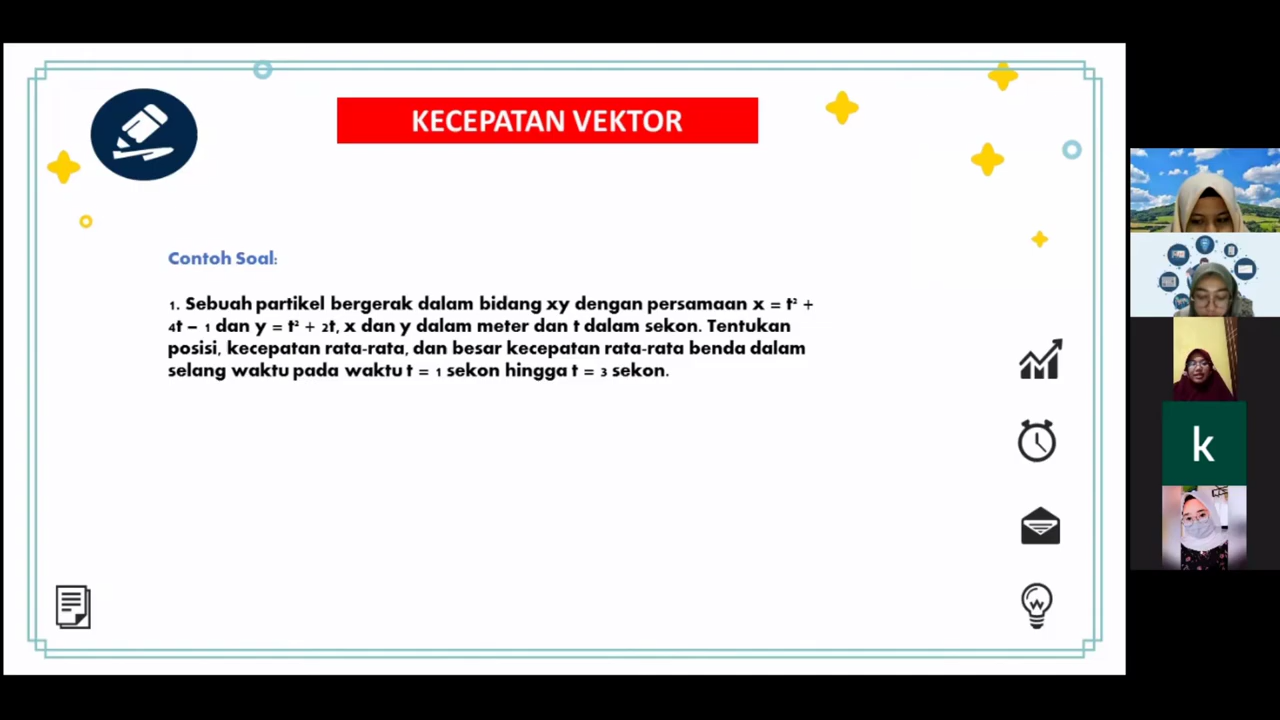 KECEPATAN VEKTOR
Contoh Soal:
1. Sebuah partikel bergerak dalam bidang xy dengan persamaan x = t² +
4t – 1 dan y = t² + 2t, x dan y dalam meter dan t dalam sekon. Tentukan
posisi, kecepatan rata-rata, dan besar kecepatan rata-rata benda dalam
selang waktu pada waktu t = 1 sekon hingga t = 3 sekon.
k